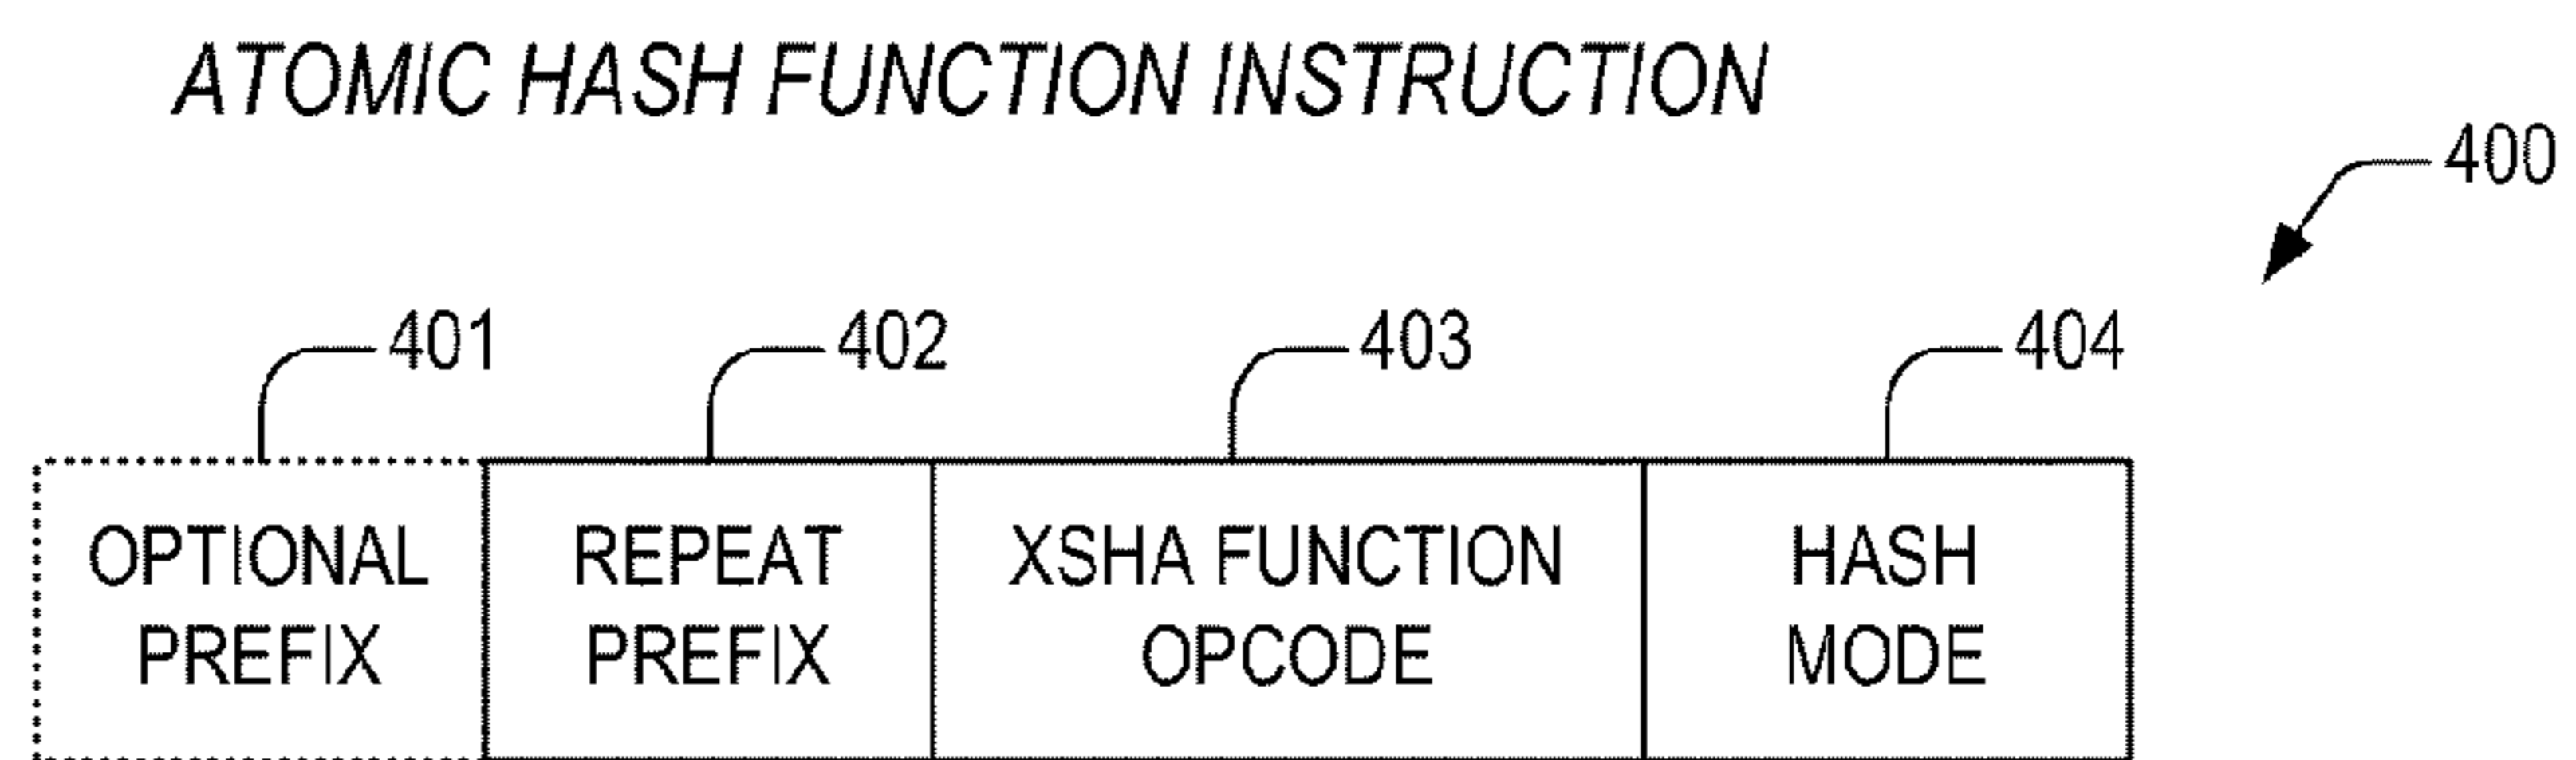 ATOMIC HASH FUNCTION INSTRUCTION
400
401 402 403 404
OPTIONAL REPEAT XSHA FUNCTION HASH
PREFIX PREFIX OPCODE MODE